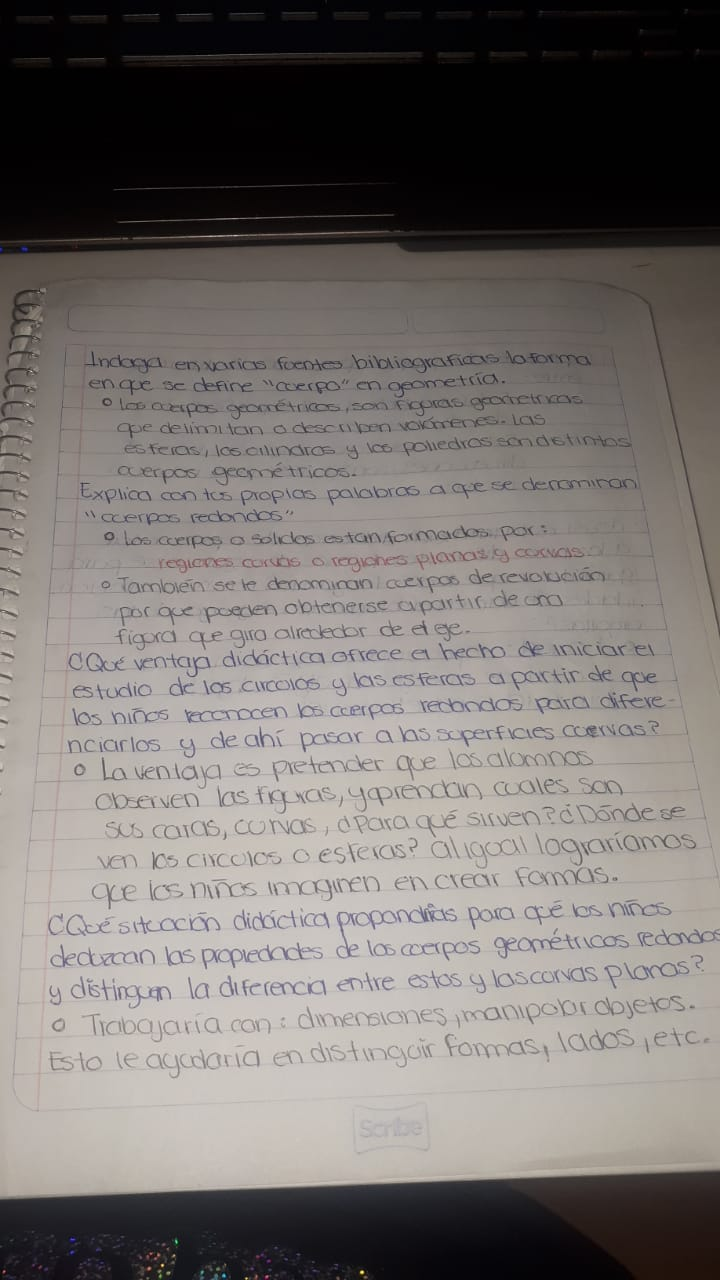 Indaga en varias fuentes bibliograficas la forma
en que se define "cuerpo" en geometría.
o Los cuerpos geométricos, son figuras geometricas
que delimitan o describen volúmenes. Las
esferas, los cilindros y los poliedros son distintos
cuerpos geométricos.
Explica con tus propias palabras a que se denominan
"cuerpos redondos"
o Los cuerpos o solidos estan formados por:
regiones curvas o regiones planas y curvas.
o También se le denominan cuerpos de revolución
por que pueden obtenerse a partir de una
figura que gira alrededor de el eje.
¿Qué ventaja didáctica ofrece el hecho de iniciar el
estudio de los circulos y las esferas a partir de que
los niños reconocen los cuerpos redondos para difere-
nciarlos y de ahí pasar a las superficies cuervas?
o La ventaja es pretender que los alumnos
observen las figuras, y aprendan cuales son
sus caras, curvas, ¿Para qué sirven? ¿Dónde se
ven los circulos o esferas? al igual lograríamos
que los niños imaginen en crear formas.
¿Qué situación didáctica propondrías para qué los niños
deduzcan las propiedades de los cuerpos geométricos redondos
y distingan la diferencia entre estos y las curvas planas?
o Trabajaría con: dimensiones, manipular objetos.
Esto le ayudaría en distinguir formas, lados, etc.
Scribe